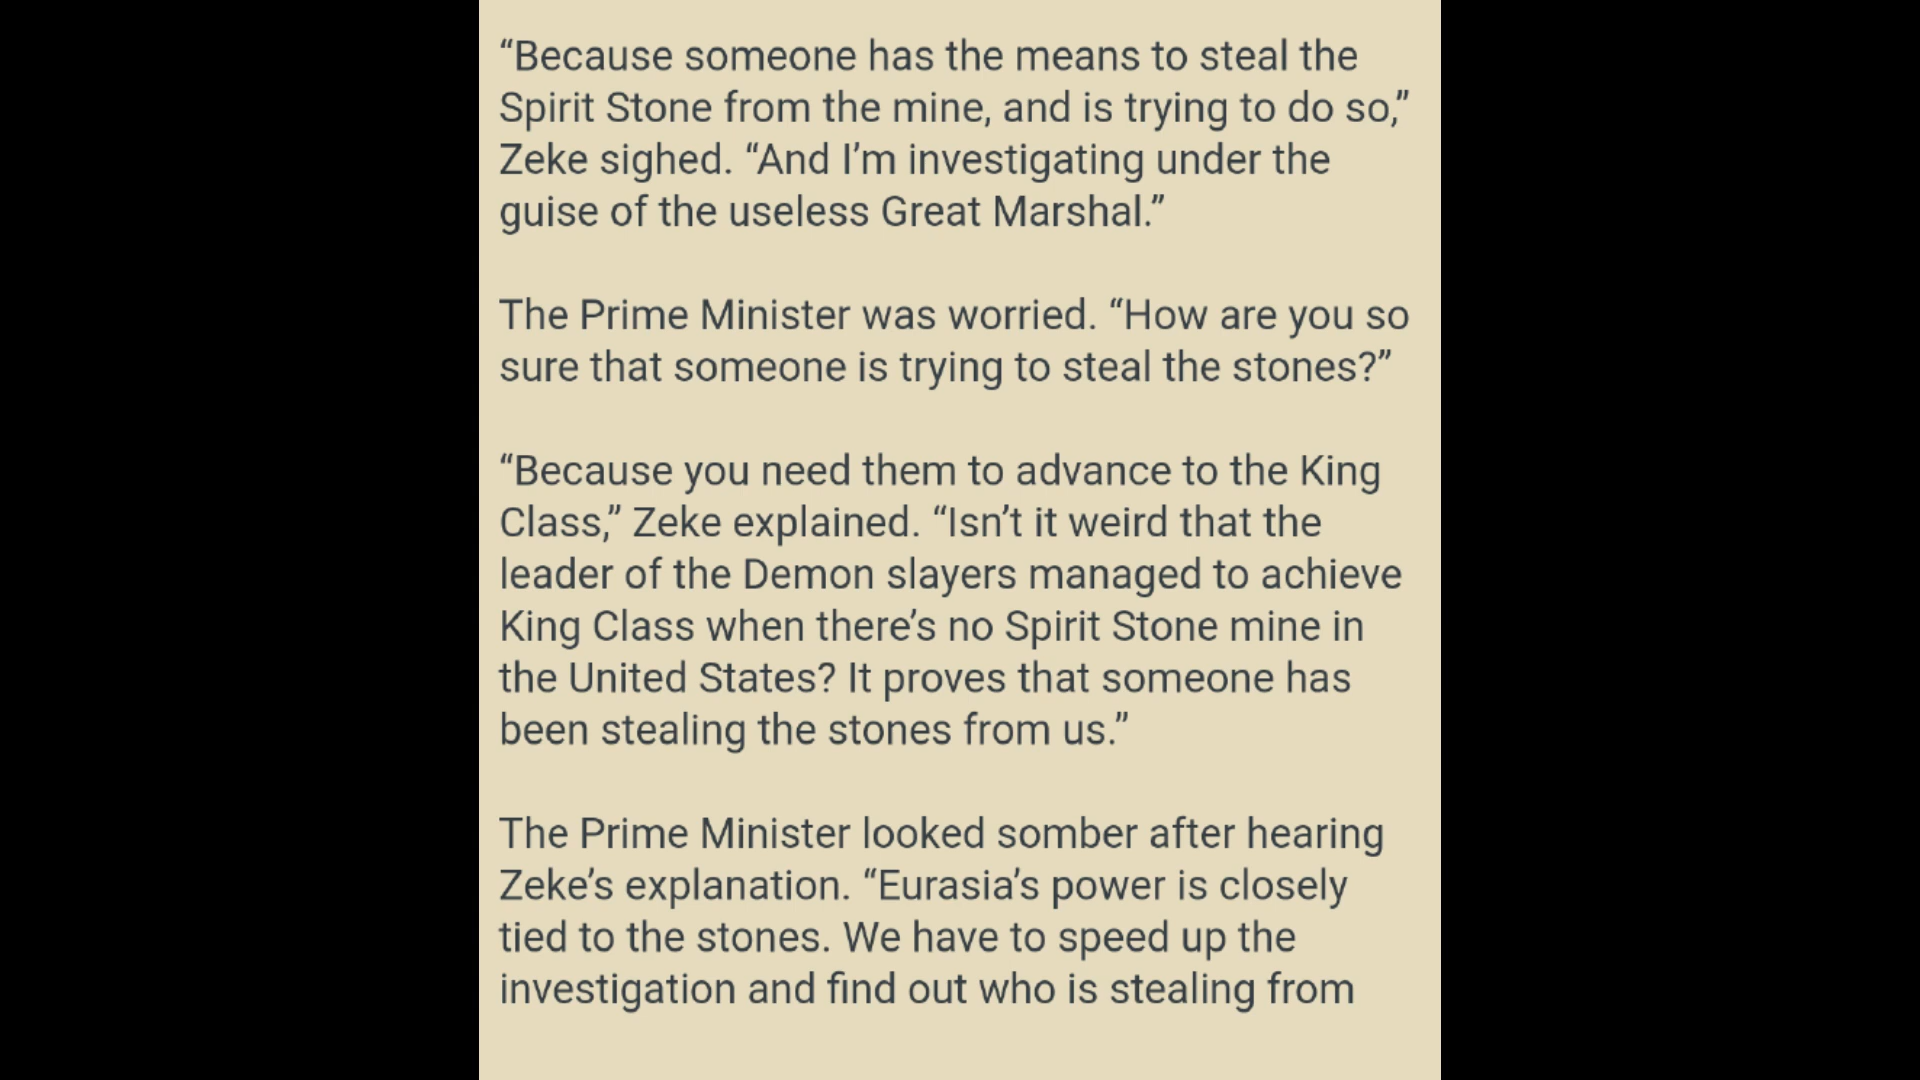 “Because someone has the means to steal the
Spirit Stone from the mine, and is trying to do so,”
Zeke sighed. “And I’m investigating under the
guise of the useless Great Marshal.”
The Prime Minister was worried. “How are you so
sure that someone is trying to steal the stones?”
“Because you need them to advance to the King
Class,” Zeke explained. “Isn’t it weird that the
leader of the Demon slayers managed to achieve
King Class when there’s no Spirit Stone mine in
the United States? It proves that someone has
been stealing the stones from us.”
The Prime Minister looked somber after hearing
Zeke’s explanation. “Eurasia’s power is closely
tied to the stones. We have to speed up the
investigation and find out who is stealing from